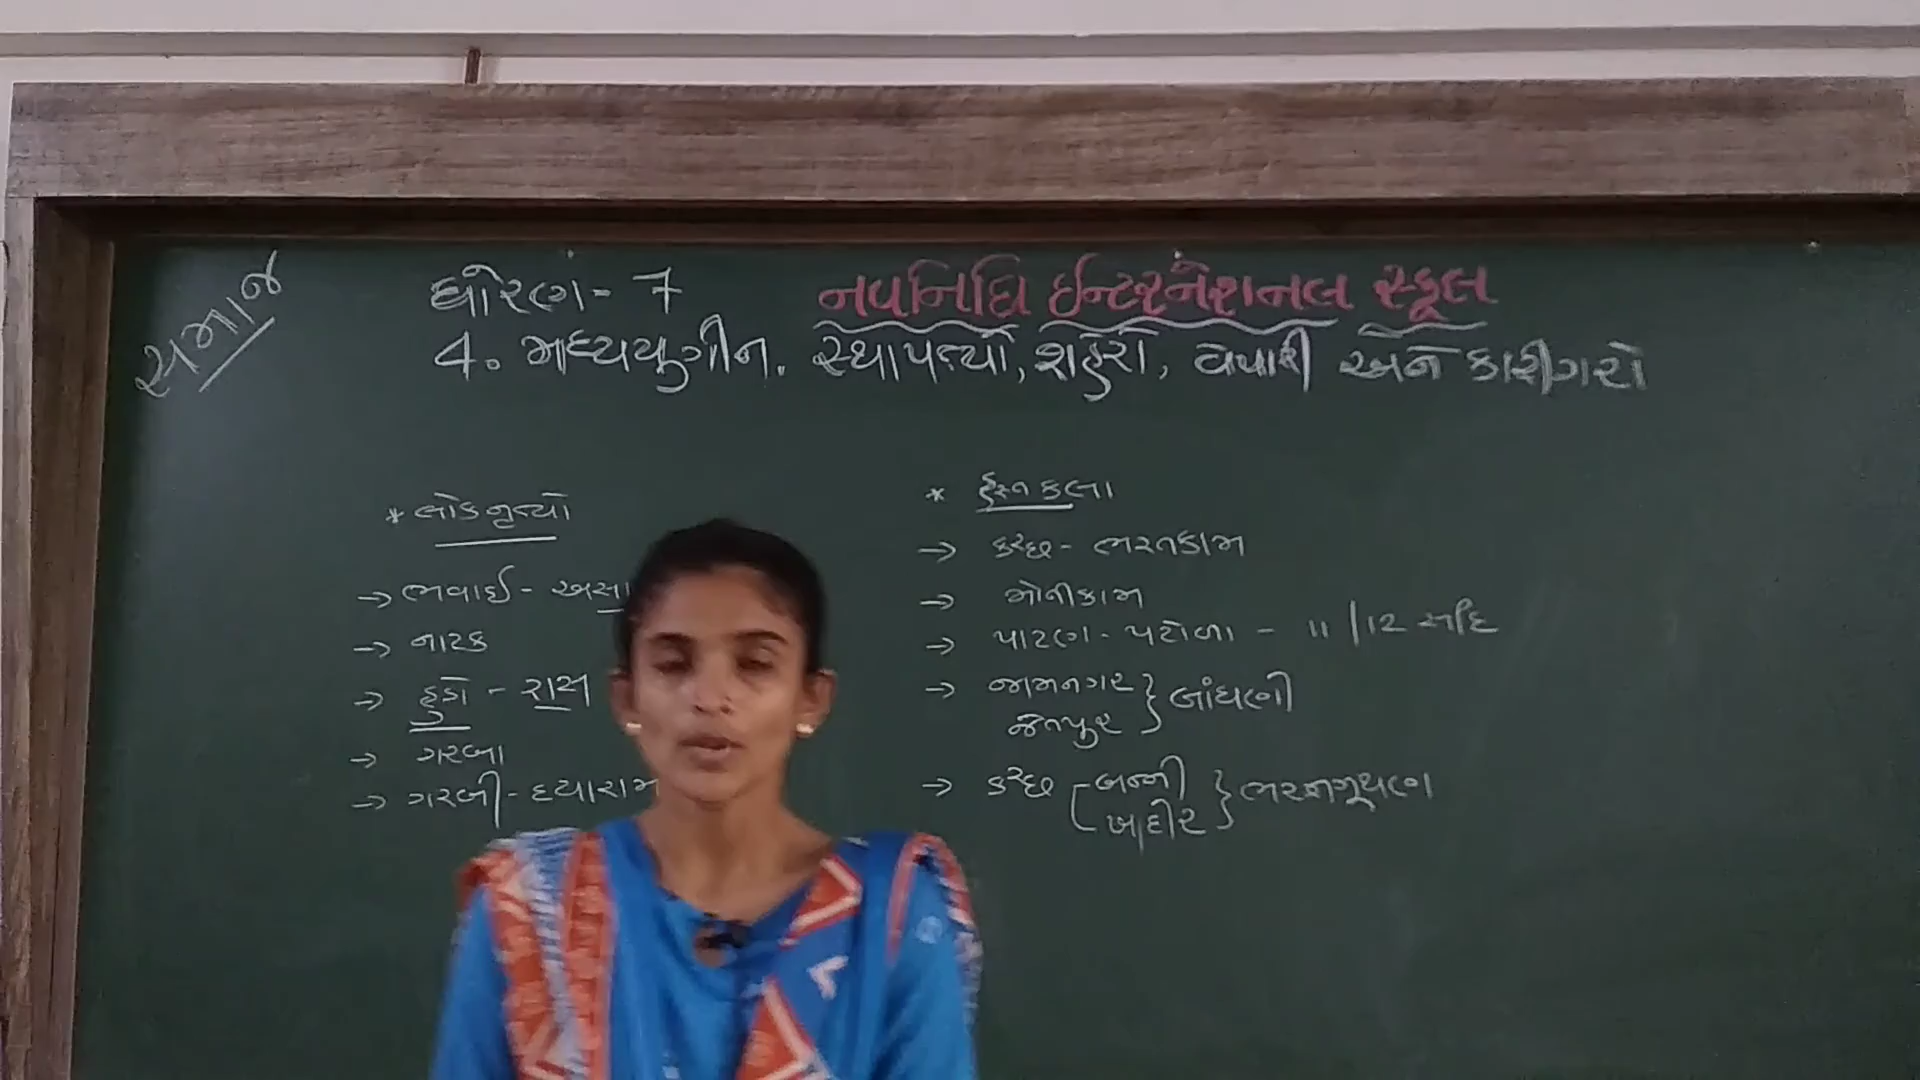 સમાજ
ધોરણ - 7
નવનિધિ ઈન્ટરનેશનલ સ્કૂલ
4. મધ્યયુગીન. સ્થાપત્યો, શહેરો, વેપારી અને કારીગરો
* લોકનૃત્યો
→ ભવાઈ - અસા
→ નાટક
→ હુડો - રાસ
→ ગરબા
→ ગરબી - દયારામ
* હસ્તકલા
→ કચ્છ - ભરતકામ
→ મોતીકામ
→ પાટણ - પટોળા - 11/12 સદિ
→ જામનગર } બાંધણી
જેતપુર
→ કચ્છ [ બન્ની } ભરતગૂંથણ
ખદીર